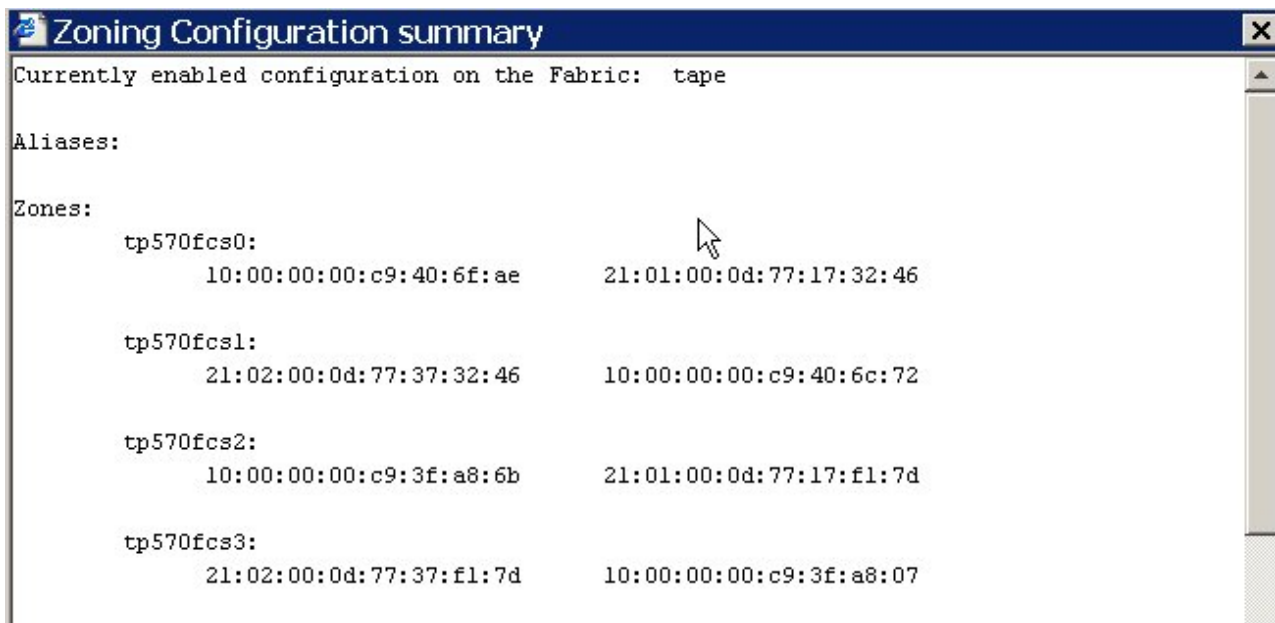 Zoning Configuration summary
Currently enabled configuration on the Fabric:  tape
Aliases:
Zones:
tp570fcs0:
10:00:00:00:c9:40:6f:ae 21:01:00:0d:77:17:32:46
tp570fcs1:
21:02:00:0d:77:37:32:46 10:00:00:00:c9:40:6c:72
tp570fcs2:
10:00:00:00:c9:3f:a8:6b 21:01:00:0d:77:17:f1:7d
tp570fcs3:
21:02:00:0d:77:37:f1:7d 10:00:00:00:c9:3f:a8:07